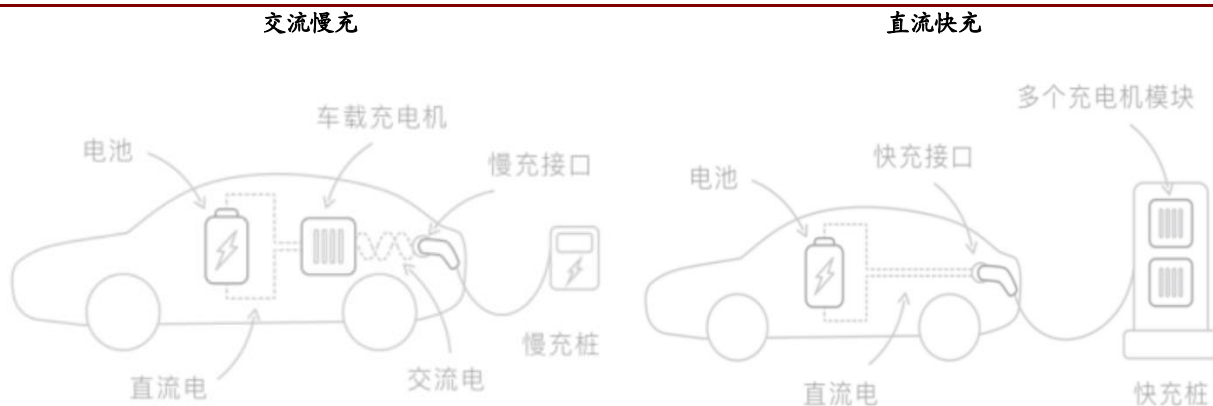 交流慢充
直流快充
车载充电机
电池
慢充接口
慢充桩
交流电
直流电
多个充电机模块
快充接口
电池
直流电
快充桩